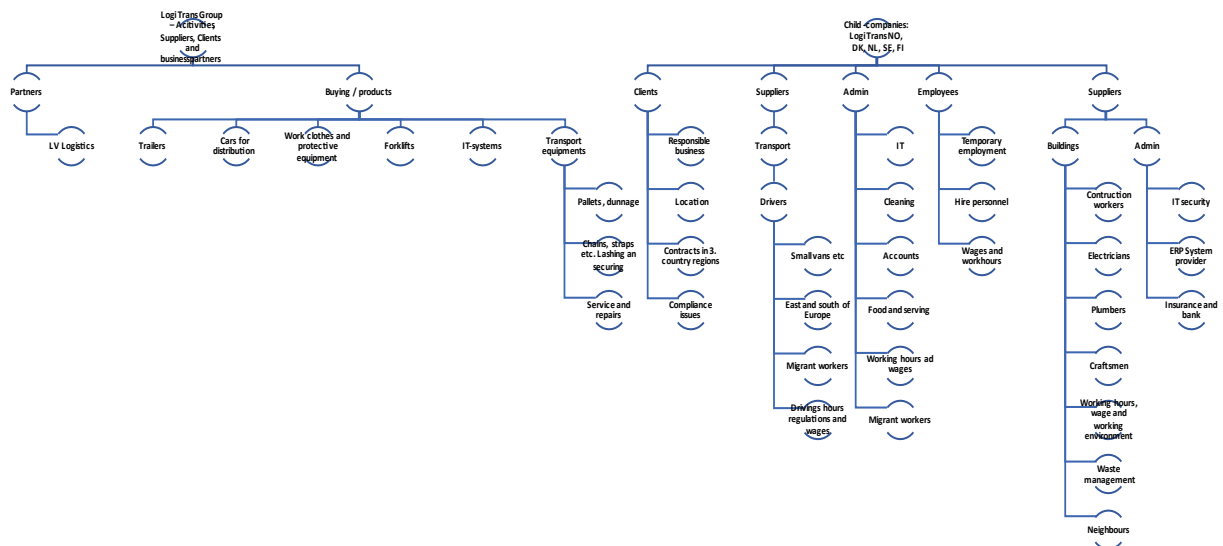 LogiTransGroup
– Acitivities,
Suppliers, Clients
and
businesspartners
Partners
LV Logistics
Buying / products
Trailers
Cars for
distribution
Work clothes and
protective
equipment
Forklifts
IT-systems
Transport
equipments
Pallets, dunnage
Chains, straps
etc. Lashing an
securing
Service and
repairs
Child -companies:
LogiTransNO,
DK, NL, SE, FI
Clients
Responsible
business
Location
Contracts in 3.
country regions
Compliance
issues
Suppliers
Transport
Drivers
Small vans etc
East and south of
Europe
Migrant workers
Drivings hours
regulations and
wages
Admin
IT
Cleaning
Accounts
Food and serving
Working hours ad
wages
Migrant workers
Employees
Temporary
employment
Hire personnel
Wages and
workhours
Suppliers
Buildings
Contruction
workers
Electricians
Plumbers
Craftsmen
Working hours,
wage and
working
environment
Waste
management
Neighbours
Admin
IT security
ERP System
provider
Insurance and
bank